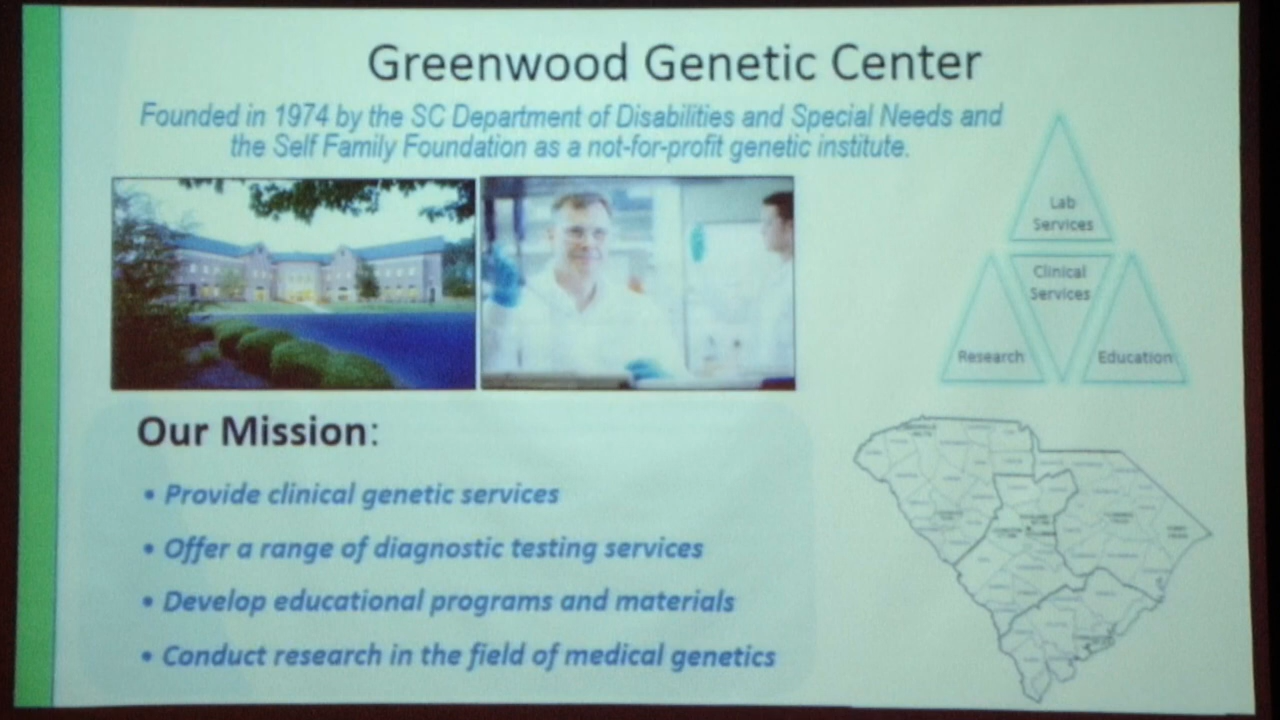 Greenwood Genetic Center
Founded in 1974 by the SC Department of Disabilities and Special Needs and
the Self Family Foundation as a not-for-profit genetic institute.
Lab
Services
Clinical
Services
Research
Education
Our Mission:
• Provide clinical genetic services
• Offer a range of diagnostic testing services
• Develop educational programs and materials
• Conduct research in the field of medical genetics